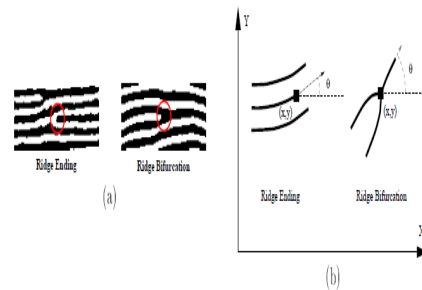 Ridge Ending
Ridge Bifurcation
(a)
Y
θ
(x,y)
θ
(x,y)
Ridge Ending
Ridge Bifurcation
X
(b)